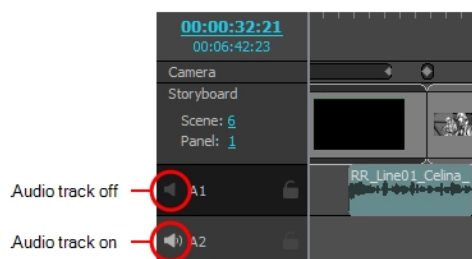 00:00:32:21
00:06:42:23
Camera
Storyboard
Scene: 6
Panel: 1
Audio track off
A1
RR_Line01_Celina_
Audio track on
A2